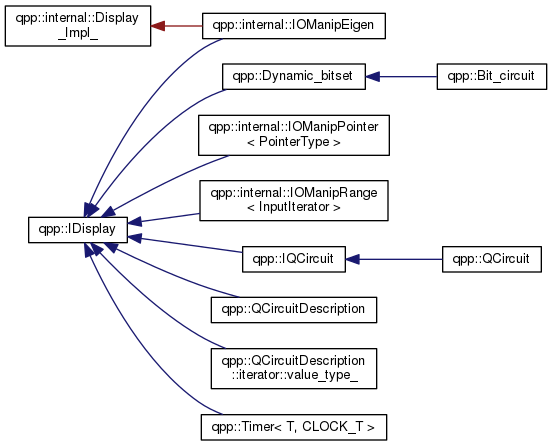 qpp::internal::Display
_Impl_
qpp::internal::IOManipEigen
qpp::Dynamic_bitset
qpp::Bit_circuit
qpp::internal::IOManipPointer
< PointerType >
qpp::internal::IOManipRange
< InputIterator >
qpp::IDisplay
qpp::IQCircuit
qpp::QCircuit
qpp::QCircuitDescription
qpp::QCircuitDescription
::iterator::value_type_
qpp::Timer< T, CLOCK_T >